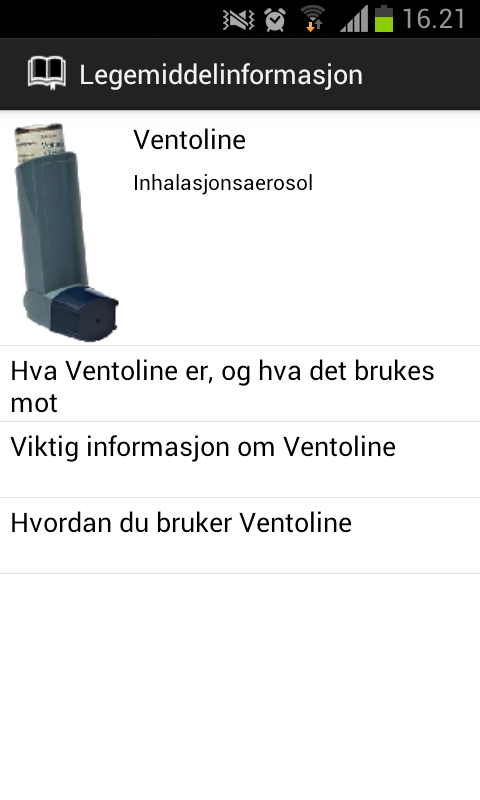 16.21
Legemiddelinformasjon
Ventoline
Inhalasjonsaerosol
Hva Ventoline er, og hva det brukes
mot
Viktig informasjon om Ventoline
Hvordan du bruker Ventoline